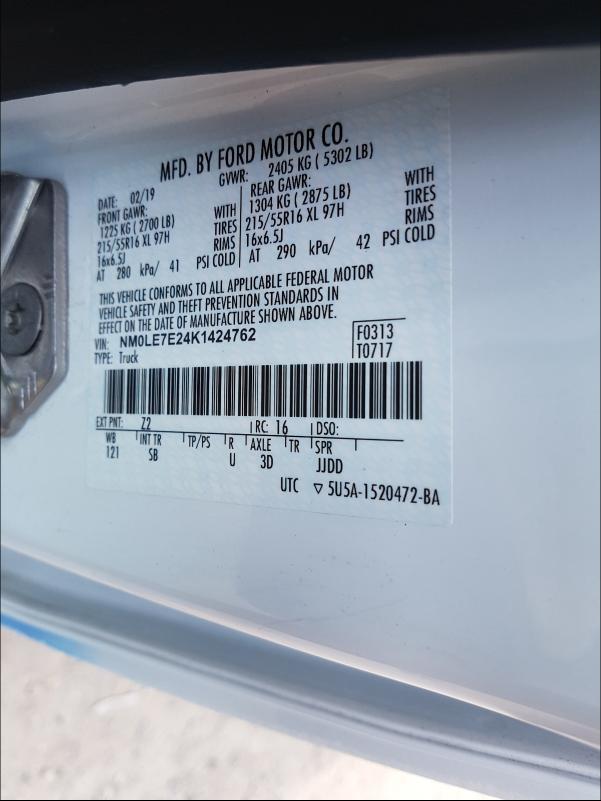 MFD. BY FORD MOTOR CO.
DATE: 02/19 GVWR: 2405 KG ( 5302 LB)
FRONT GAWR: REAR GAWR:
1225 KG ( 2700 LB) WITH 1304 KG ( 2875 LB) WITH
215/55R16 XL 97H TIRES 215/55R16 XL 97H TIRES
16x6.5J RIMS 16x6.5J RIMS
AT 280 kPa/ 41 PSI COLD AT 290 kPa/ 42 PSI COLD
THIS VEHICLE CONFORMS TO ALL APPLICABLE FEDERAL MOTOR
VEHICLE SAFETY AND THEFT PREVENTION STANDARDS IN
EFFECT ON THE DATE OF MANUFACTURE SHOWN ABOVE.
VIN: NM0LE7E24K1424762 F0313
TYPE: Truck T0717
EXT PNT: Z2 RC: 16 DSO:
WB INT TR TP/PS R AXLE TR SPR
121 SB U 3D JJDD
UTC ▽ 5U5A-1520472-BA